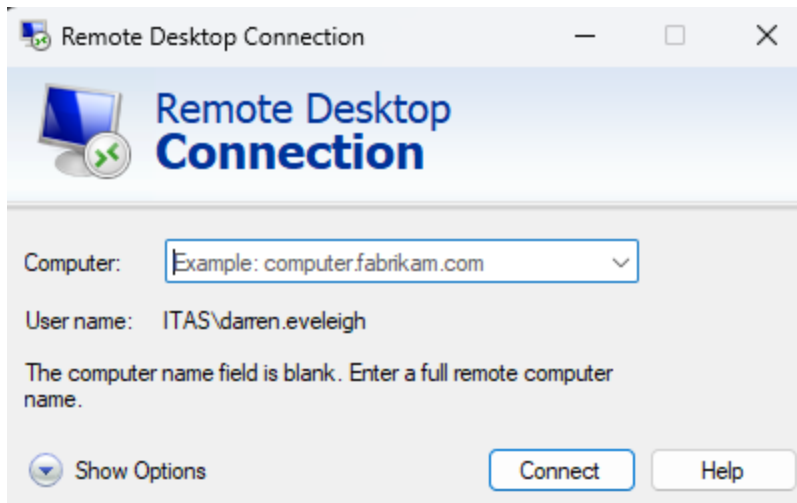 Remote Desktop Connection
Remote Desktop
Connection
Computer: Example: computer.fabrikam.com
User name: ITAS\darren.eveleigh
The computer name field is blank. Enter a full remote computer
name.
Show Options Connect Help